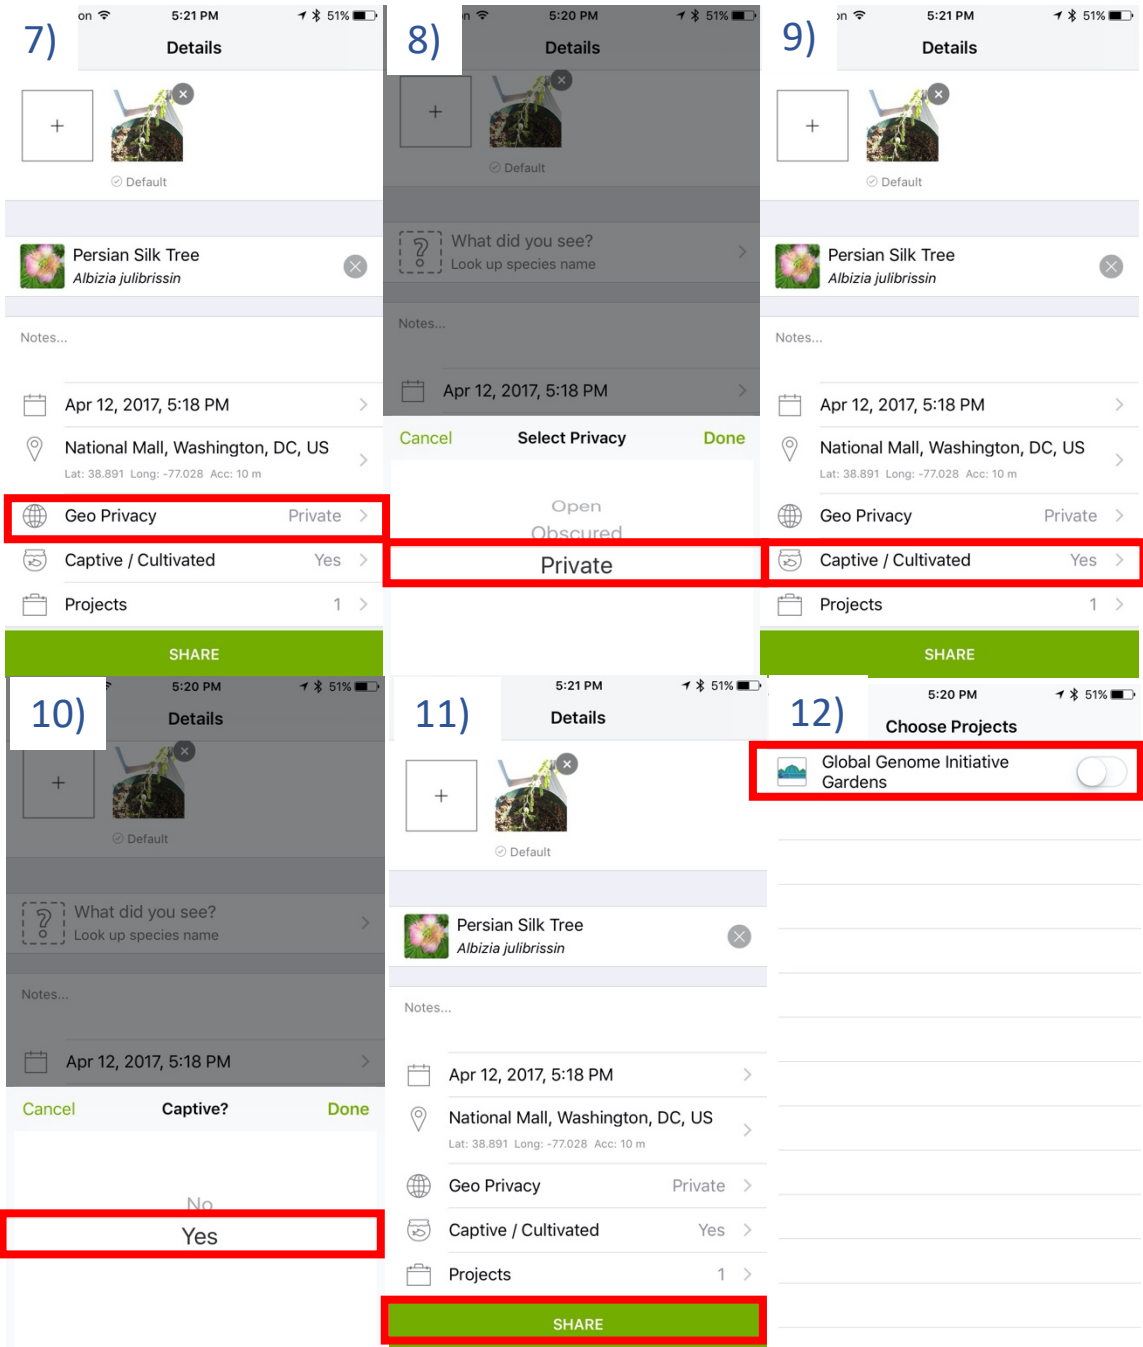 7)
on 5:21 PM 51%
Details
+
Default
Persian Silk Tree
Albizia julibrissin
Notes...
Apr 12, 2017, 5:18 PM
National Mall, Washington, DC, US
Lat: 38.891 Long: -77.028 Acc: 10 m
Geo Privacy Private
Captive / Cultivated Yes
Projects 1
SHARE
8)
n 5:20 PM 51%
Details
+
Default
What did you see?
Look up species name
Notes...
Apr 12, 2017, 5:18 PM
Cancel Select Privacy Done
Open
Obscured
Private
9)
on 5:21 PM 51%
Details
+
Default
Persian Silk Tree
Albizia julibrissin
Notes...
Apr 12, 2017, 5:18 PM
National Mall, Washington, DC, US
Lat: 38.891 Long: -77.028 Acc: 10 m
Geo Privacy Private
Captive / Cultivated Yes
Projects 1
SHARE
10)
5:20 PM 51%
Details
+
Default
What did you see?
Look up species name
Notes...
Apr 12, 2017, 5:18 PM
Cancel Captive? Done
No
Yes
11)
5:21 PM 51%
Details
+
Default
Persian Silk Tree
Albizia julibrissin
Notes...
Apr 12, 2017, 5:18 PM
National Mall, Washington, DC, US
Lat: 38.891 Long: -77.028 Acc: 10 m
Geo Privacy Private
Captive / Cultivated Yes
Projects 1
SHARE
12)
5:20 PM 51%
Choose Projects
Global Genome Initiative
Gardens